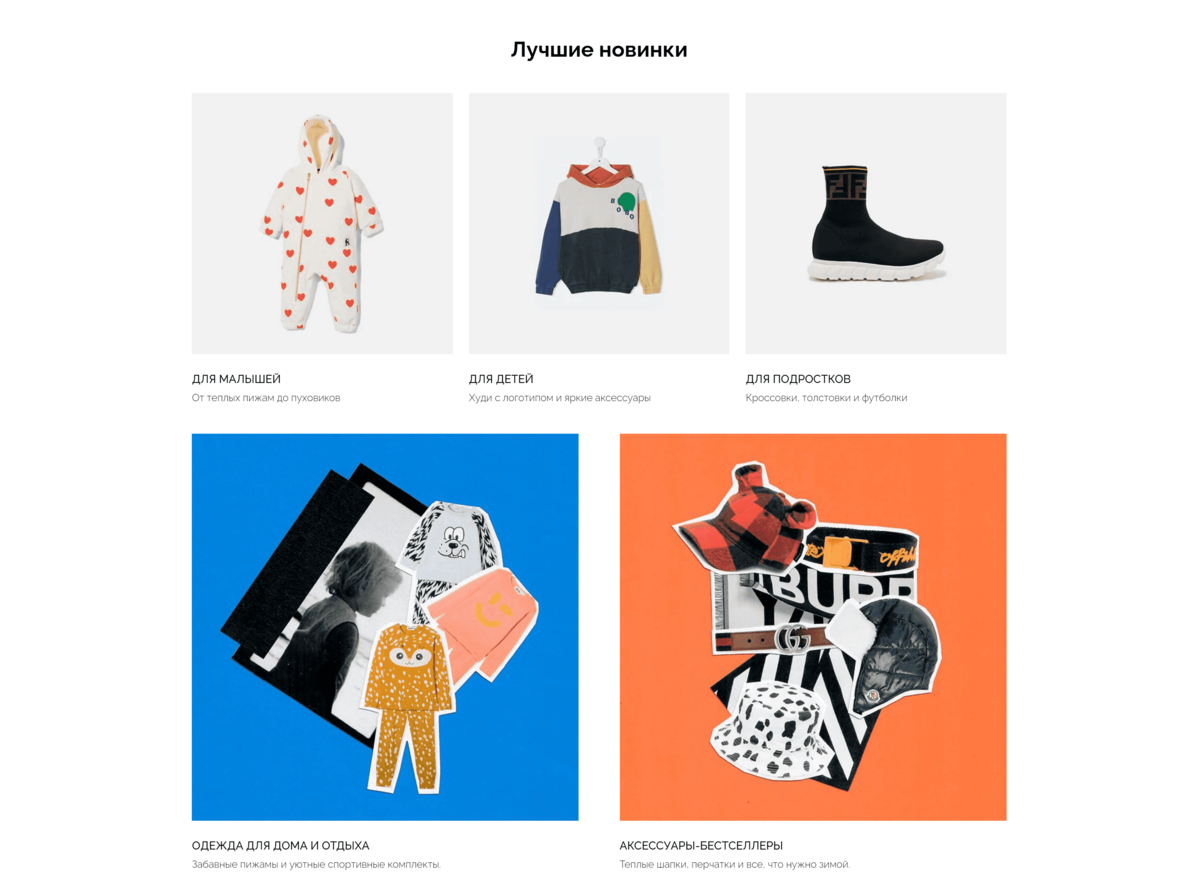 Лучшие новинки
ДЛЯ МАЛЫШЕЙ
От теплых пижам до пуховиков
ДЛЯ ДЕТЕЙ
Худи с логотипом и яркие аксессуары
ДЛЯ ПОДРОСТКОВ
Кроссовки, толстовки и футболки
BURB
ОДЕЖДА ДЛЯ ДОМА И ОТДЫХА
Забавные пижамы и уютные спортивные комплекты.
АКСЕССУАРЫ-БЕСТСЕЛЛЕРЫ
Теплые шапки, перчатки и все, что нужно зимой.